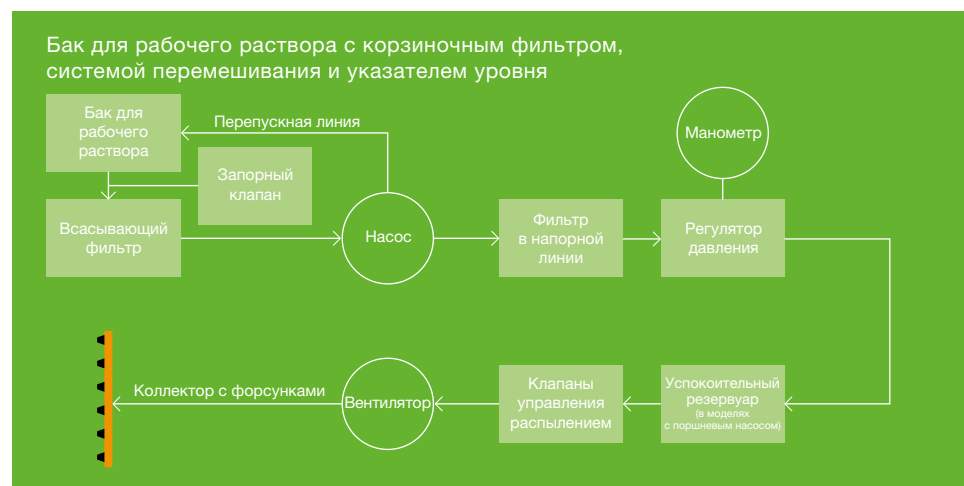 Бак для рабочего раствора с корзиночным фильтром,
системой перемешивания и указателем уровня
Бак для
рабочего
раствора
Перепускная линия
Манометр
Запорный
клапан
Всасывающий
фильтр
Насос
Фильтр
в напорной
линии
Регулятор
давления
Коллектор с форсунками
Вентилятор
Клапаны
управления
распылением
Успокоительный
резервуар
(в моделях
с поршневым насосом)